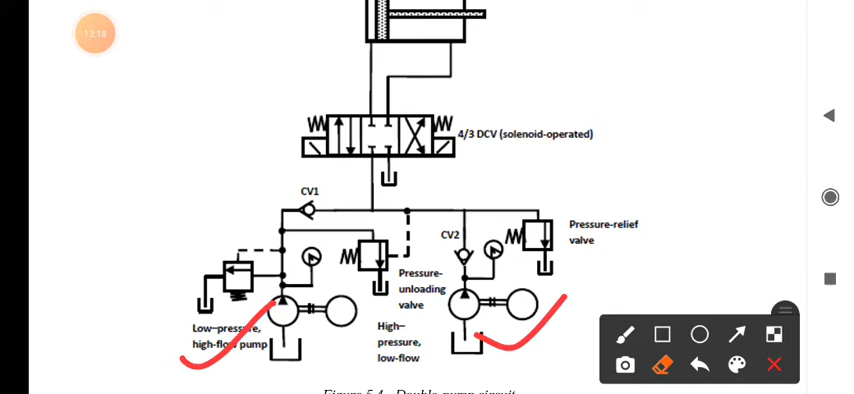 13:18
4/3 DCV (solenoid-operated)
CV1
Pressure-relief
valve
CV2
Pressure-
unloading
valve
Low–pressure,
high-flow pump
High–
pressure,
low-flow
Figure 5.4 Double-pump circuit